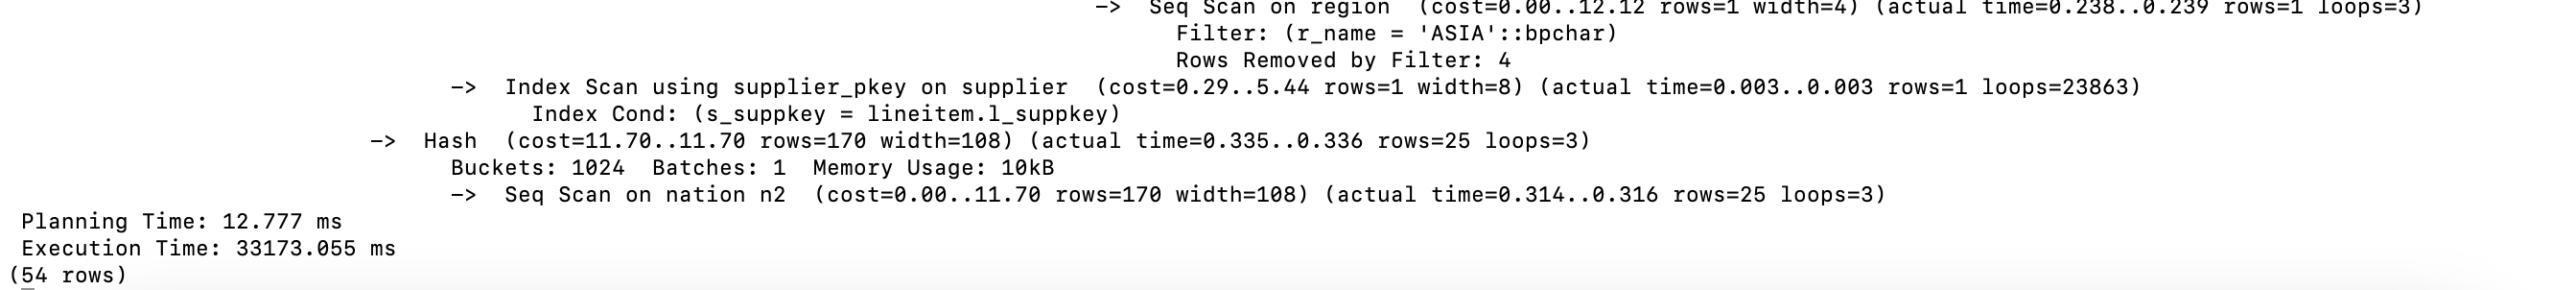 ->  Seq Scan on region  (cost=0.00..12.12 rows=1 width=4) (actual time=0.238..0.239 rows=1 loops=3)
Filter: (r_name = 'ASIA'::bpchar)
Rows Removed by Filter: 4
->  Index Scan using supplier_pkey on supplier  (cost=0.29..5.44 rows=1 width=8) (actual time=0.003..0.003 rows=1 loops=23863)
Index Cond: (s_suppkey = lineitem.l_suppkey)
->  Hash  (cost=11.70..11.70 rows=170 width=108) (actual time=0.335..0.336 rows=25 loops=3)
Buckets: 1024  Batches: 1  Memory Usage: 10kB
->  Seq Scan on nation n2  (cost=0.00..11.70 rows=170 width=108) (actual time=0.314..0.316 rows=25 loops=3)
Planning Time: 12.777 ms
Execution Time: 33173.055 ms
(54 rows)